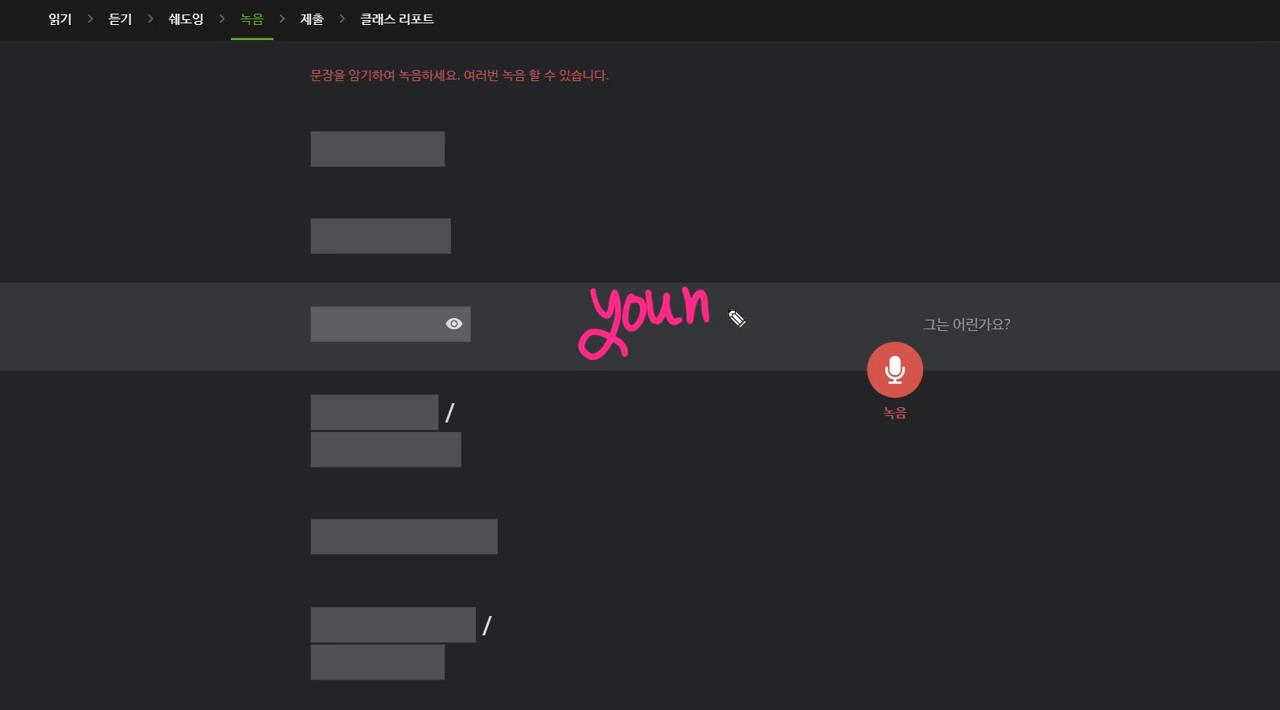 읽기 > 듣기 > 쉐도잉 > 녹음 > 제출 > 클래스 리포트
문장을 암기하여 녹음하세요. 여러번 녹음 할 수 있습니다.
youn
그는 어린가요?
녹음
/
/